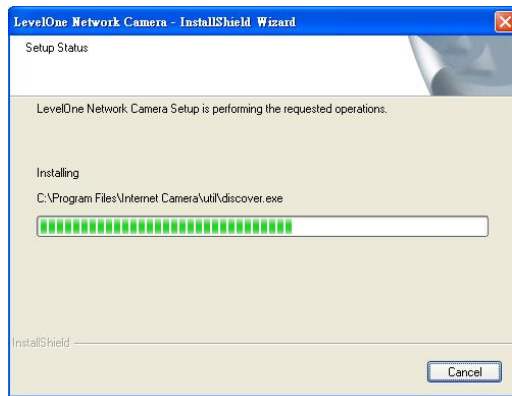 LevelOne Network Camera - InstallShield Wizard
Setup Status
LevelOne Network Camera Setup is performing the requested operations.
Installing
C:\Program Files\Internet Camera\util\discover.exe
InstallShield
Cancel